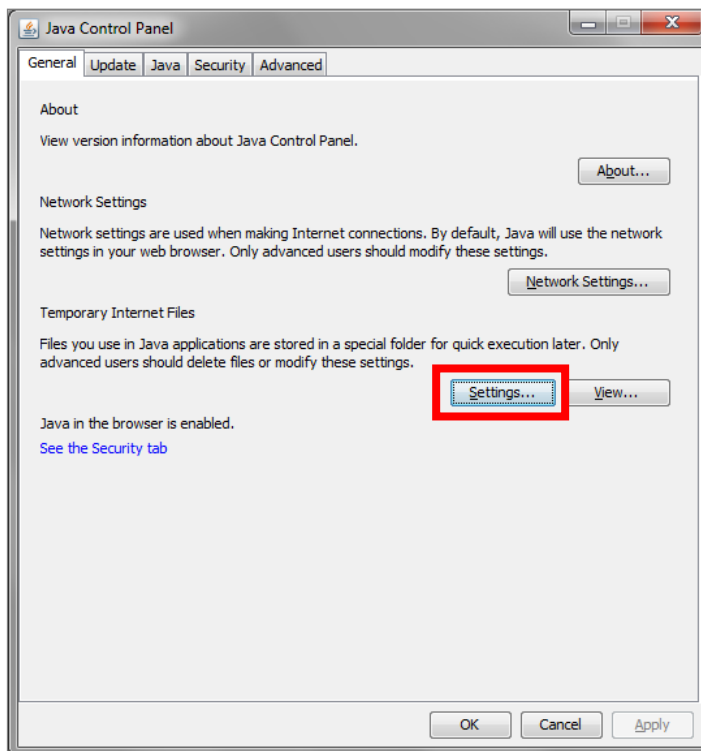 Java Control Panel
General Update Java Security Advanced
About
View version information about Java Control Panel.
About...
Network Settings
Network settings are used when making Internet connections. By default, Java will use the network
settings in your web browser. Only advanced users should modify these settings.
Network Settings...
Temporary Internet Files
Files you use in Java applications are stored in a special folder for quick execution later. Only
advanced users should delete files or modify these settings.
Settings... View...
Java in the browser is enabled.
See the Security tab
OK Cancel Apply